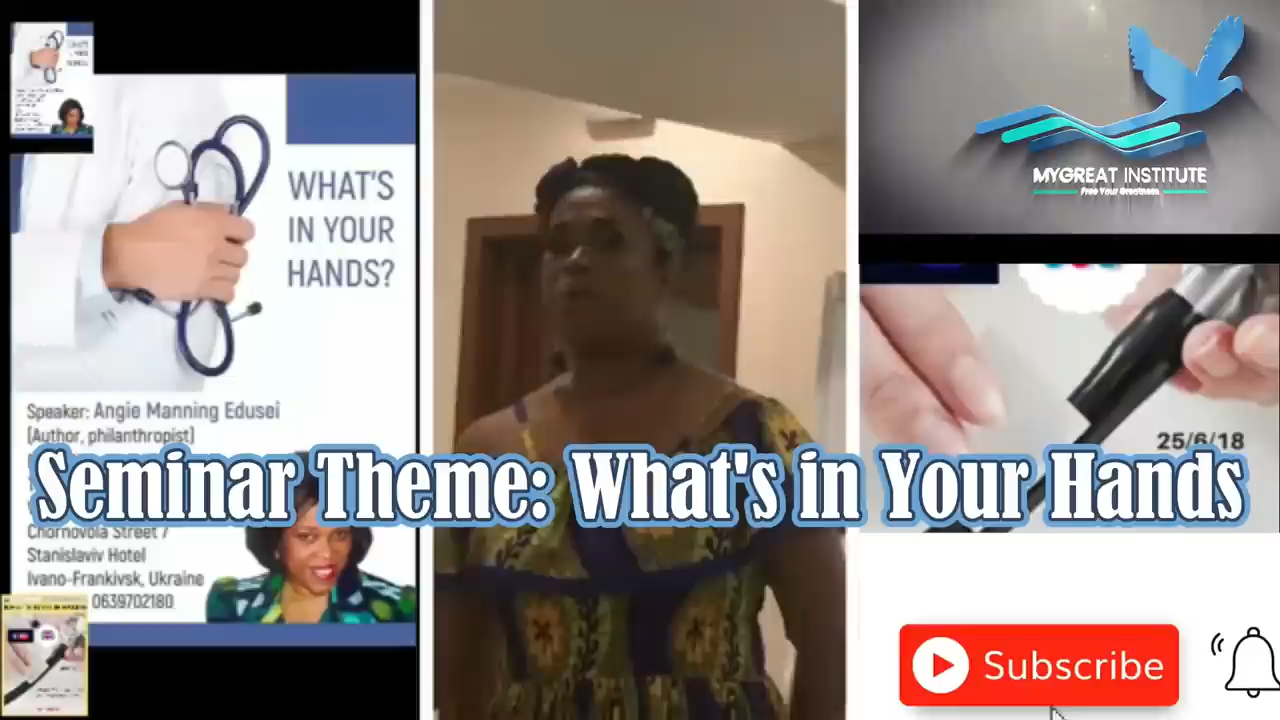 WHAT'S
IN YOUR
HANDS?
Speaker: Angie Manning Edusei
[Author, philanthropist]
Seminar Theme: What's in Your Hands
Chornovola Street 7
Stanislaviv Hotel
Ivano-Frankivsk, Ukraine
0639702180
MYGREAT INSTITUTE
Free Your Greatness
25/6/18
Subscribe